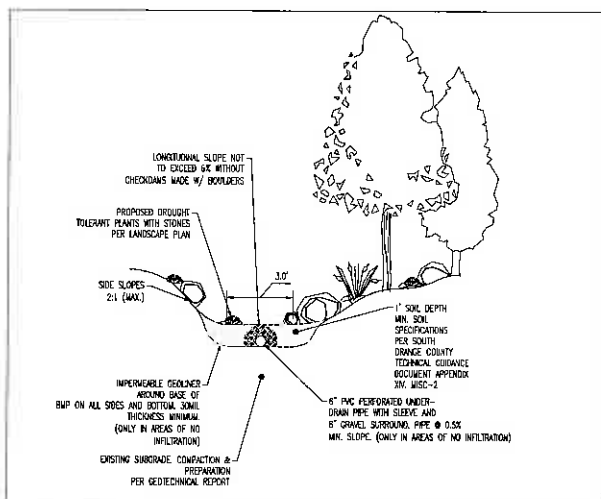 LONGITUDINAL SLOPE NOT
TO EXCEED 6% WITHOUT
CHECKDAMS MADE W/ BOULDERS
PROPOSED DROUGHT
TOLERANT PLANTS WITH STONES
PER LANDSCAPE PLAN
3.0'
SIDE SLOPES
2:1 (MAX.)
1' SOIL DEPTH
MIN. SOIL
SPECIFICATIONS
PER SOUTH
ORANGE COUNTY
TECHNICAL GUIDANCE
DOCUMENT APPENDIX
XIV. MISC-2
IMPERMEABLE GEOLINER
AROUND BASE OF
BMP ON ALL SIDES AND BOTTOM. 30MIL
THICKNESS MINIMUM.
(ONLY IN AREAS OF NO
INFILTRATION)
6" PVC PERFORATED UNDER-
DRAIN PIPE WITH SLEEVE AND
6" GRAVEL SURROUND. PIPE @ 0.5%
MIN. SLOPE. (ONLY IN AREAS OF NO INFILTRATION)
EXISTING SUBGRADE COMPACTION &
PREPARATION
PER GEOTECHNICAL REPORT